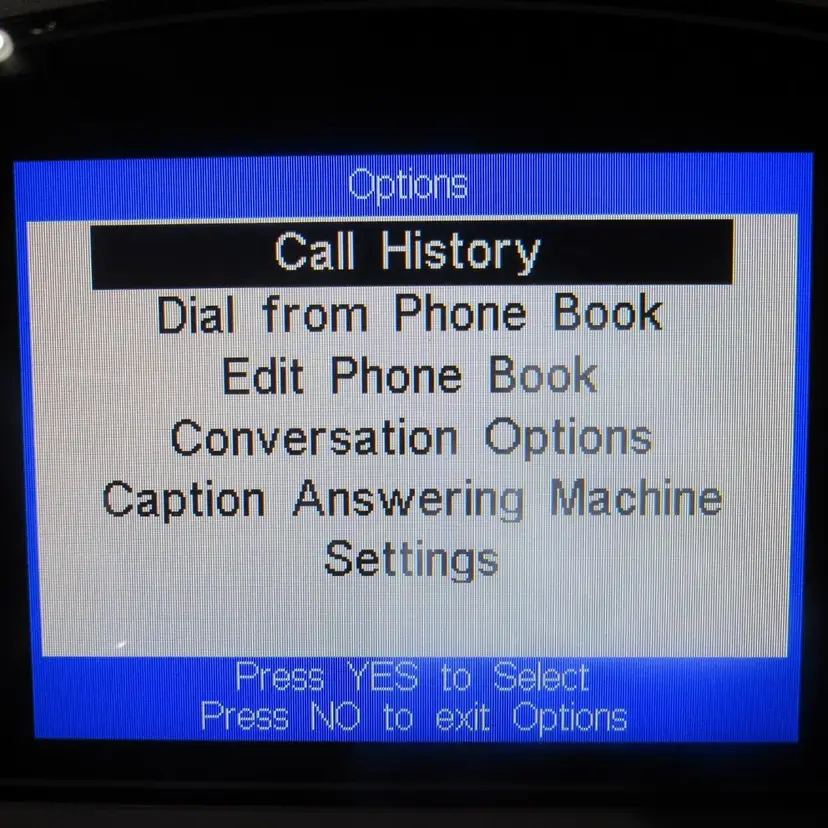 Options
Call History
Dial from Phone Book
Edit Phone Book
Conversation Options
Caption Answering Machine
Settings
Press YES to Select
Press NO to exit Options